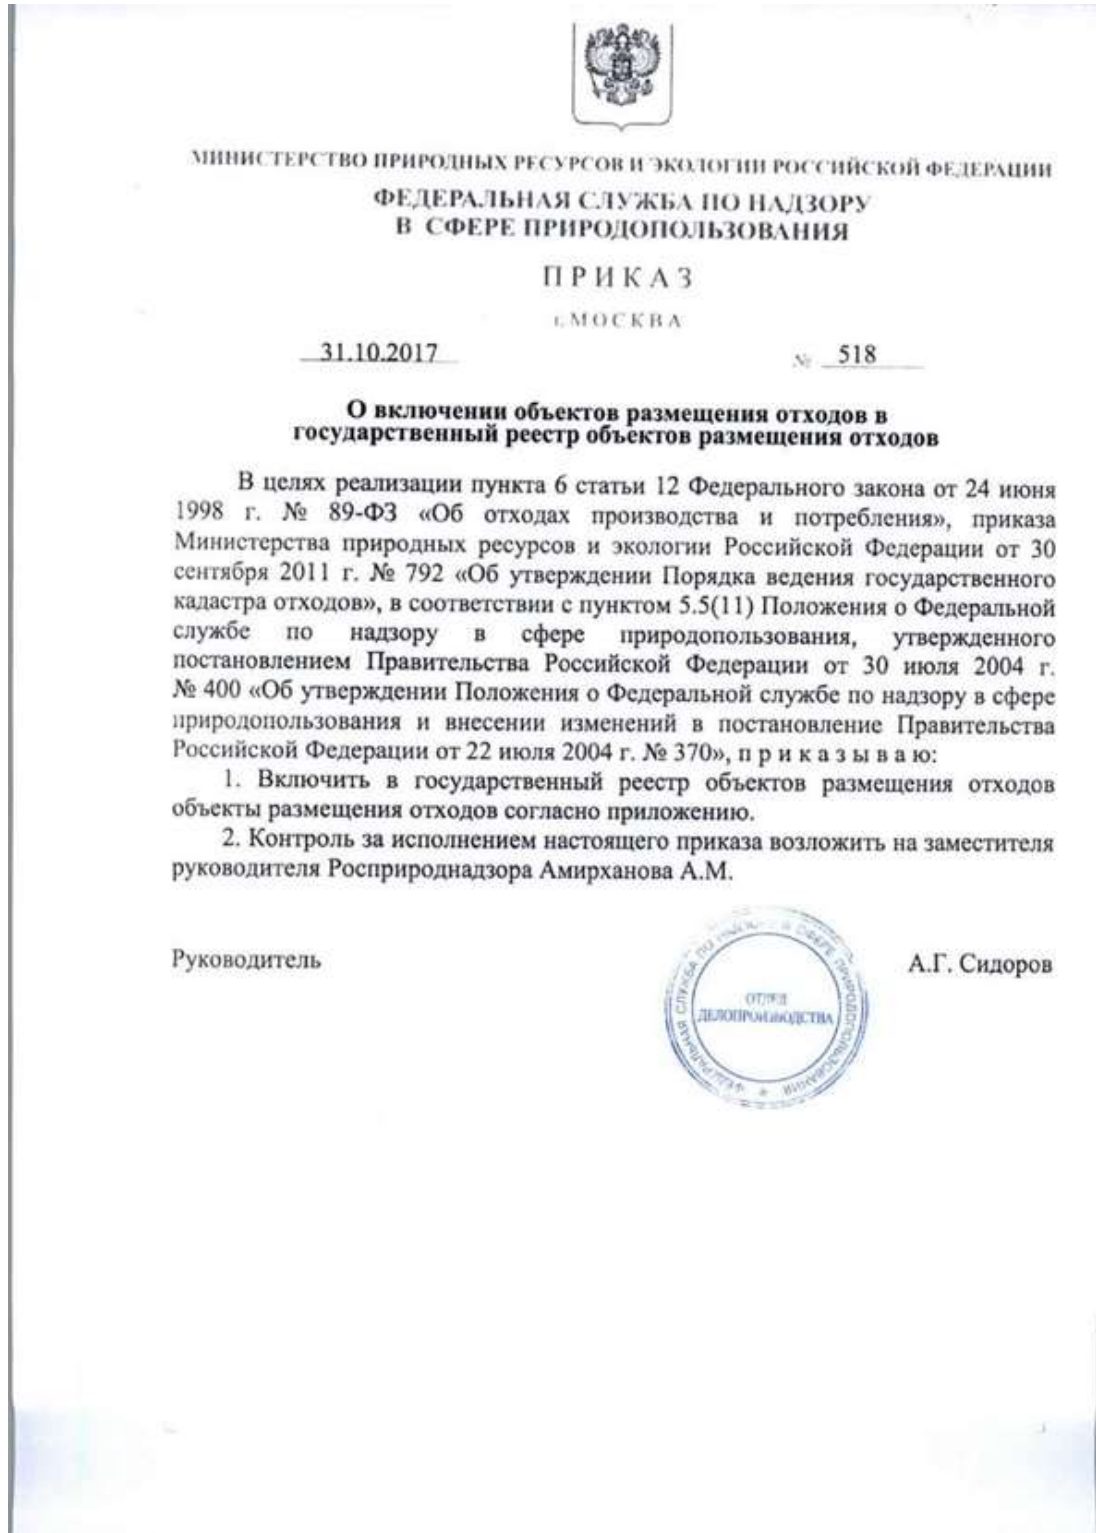 МИНИСТЕРСТВО ПРИРОДНЫХ РЕСУРСОВ И ЭКОЛОГИИ РОССИЙСКОЙ ФЕДЕРАЦИИ
ФЕДЕРАЛЬНАЯ СЛУЖБА ПО НАДЗОРУ
В СФЕРЕ ПРИРОДОПОЛЬЗОВАНИЯ
П Р И К А З
г. М О С К В А
31.10.2017 № 518
О включении объектов размещения отходов в
государственный реестр объектов размещения отходов
В целях реализации пункта 6 статьи 12 Федерального закона от 24 июня
1998 г. № 89-ФЗ «Об отходах производства и потребления», приказа
Министерства природных ресурсов и экологии Российской Федерации от 30
сентября 2011 г. № 792 «Об утверждении Порядка ведения государственного
кадастра отходов», в соответствии с пунктом 5.5(11) Положения о Федеральной
службе по надзору в сфере природопользования, утвержденного
постановлением Правительства Российской Федерации от 30 июля 2004 г.
№ 400 «Об утверждении Положения о Федеральной службе по надзору в сфере
природопользования и внесении изменений в постановление Правительства
Российской Федерации от 22 июля 2004 г. № 370», п р и к а з ы в а ю:
1. Включить в государственный реестр объектов размещения отходов
объекты размещения отходов согласно приложению.
2. Контроль за исполнением настоящего приказа возложить на заместителя
руководителя Росприроднадзора Амирханова А.М.
Руководитель А.Г. Сидоров
ФЕДЕРАЛЬНАЯ СЛУЖБА ПО НАДЗОРУ В СФЕРЕ ПРИРОДОПОЛЬЗОВАНИЯ
ОТДЕЛ
ДЕЛОПРОИЗВОДСТВА